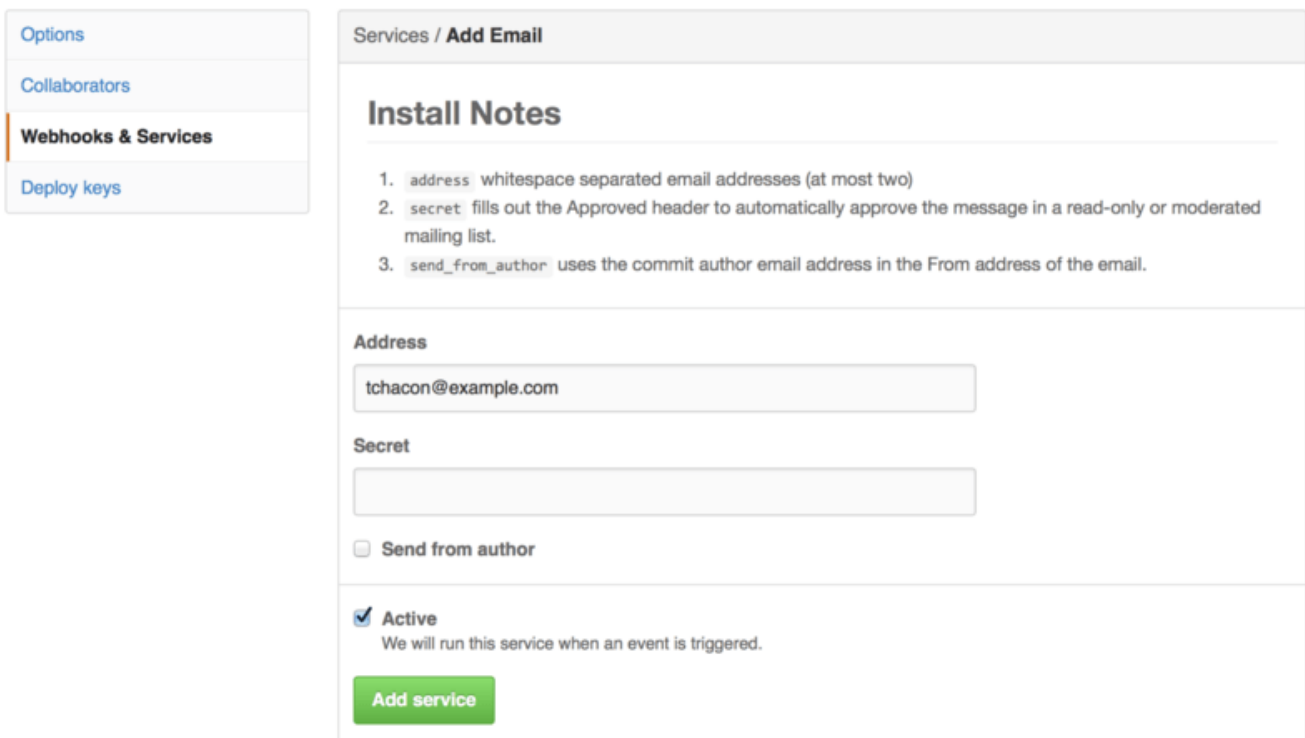 Options
Collaborators
Webhooks & Services
Deploy keys
Services / Add Email
Install Notes
1. address whitespace separated email addresses (at most two)
2. secret fills out the Approved header to automatically approve the message in a read-only or moderated
mailing list.
3. send_from_author uses the commit author email address in the From address of the email.
Address
tchacon@example.com
Secret
Send from author
Active
We will run this service when an event is triggered.
Add service